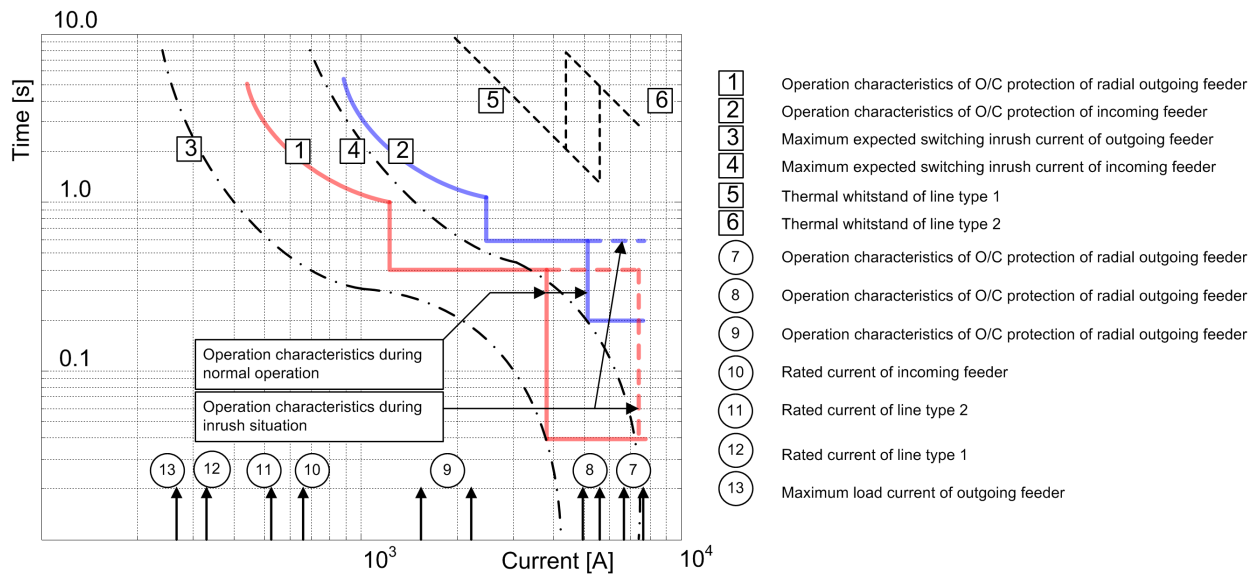 10.0
Time [s]
1.0
0.1
3
1
4
2
5
6
Operation characteristics during
normal operation
Operation characteristics during
inrush situation
13
12
11
10
9
8
7
10³
Current [A]
10⁴
1 Operation characteristics of O/C protection of radial outgoing feeder
2 Operation characteristics of O/C protection of incoming feeder
3 Maximum expected switching inrush current of outgoing feeder
4 Maximum expected switching inrush current of incoming feeder
5 Thermal whitstand of line type 1
6 Thermal whitstand of line type 2
7 Operation characteristics of O/C protection of radial outgoing feeder
8 Operation characteristics of O/C protection of radial outgoing feeder
9 Operation characteristics of O/C protection of radial outgoing feeder
10 Rated current of incoming feeder
11 Rated current of line type 2
12 Rated current of line type 1
13 Maximum load current of outgoing feeder